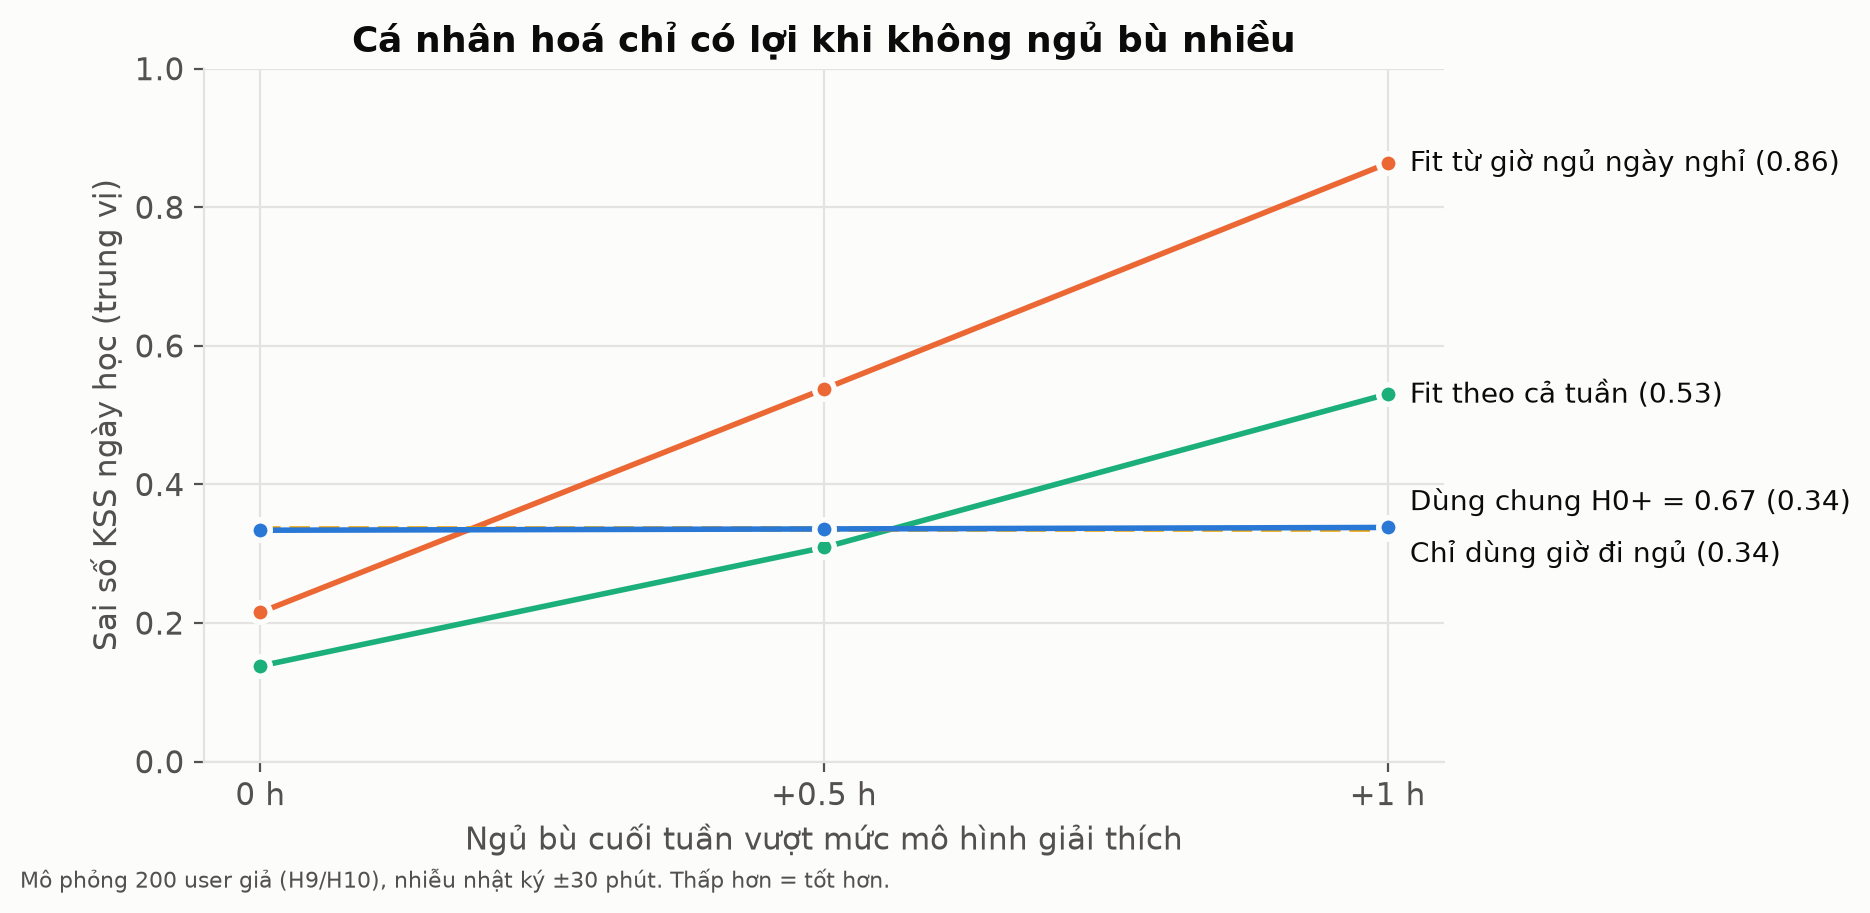 Cá nhân hoá chỉ có lợi khi không ngủ bù nhiều
Sai số KSS ngày học (trung vị)
1.0
0.8
0.6
0.4
0.2
0.0
Fit từ giờ ngủ ngày nghỉ (0.86)
Fit theo cả tuần (0.53)
Dùng chung H0+ = 0.67 (0.34)
Chỉ dùng giờ đi ngủ (0.34)
0 h
+0.5 h
+1 h
Ngủ bù cuối tuần vượt mức mô hình giải thích
Mô phỏng 200 user giả (H9/H10), nhiễu nhật ký ±30 phút. Thấp hơn = tốt hơn.